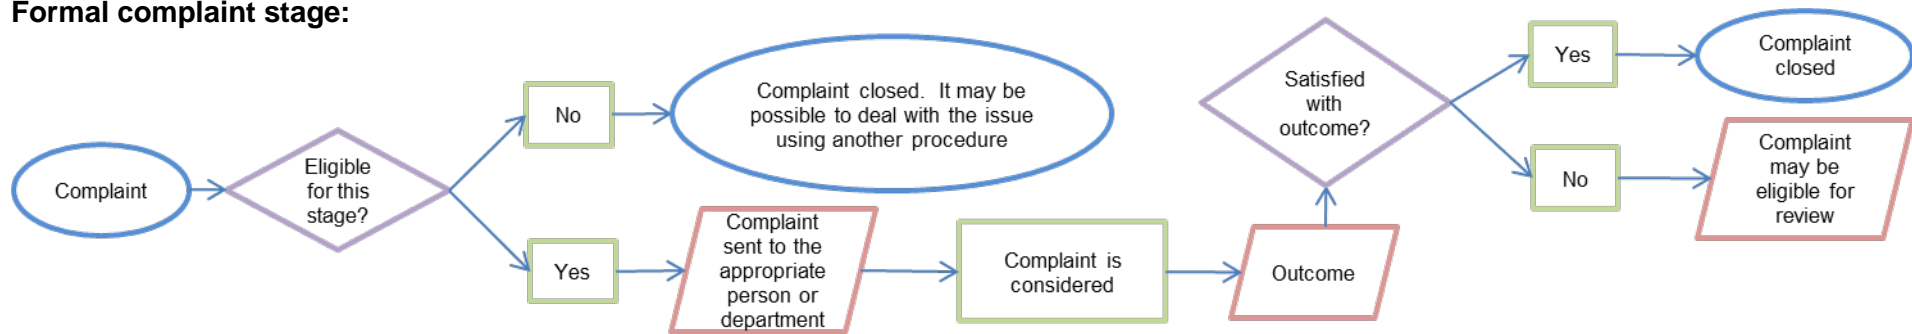 Formal complaint stage:
Complaint
Eligible
for this
stage?
No
Complaint closed. It may be
possible to deal with the issue
using another procedure
Yes
Complaint
sent to the
appropriate
person or
department
Complaint is
considered
Outcome
Satisfied
with
outcome?
Yes
Complaint
closed
No
Complaint
may be
eligible for
review